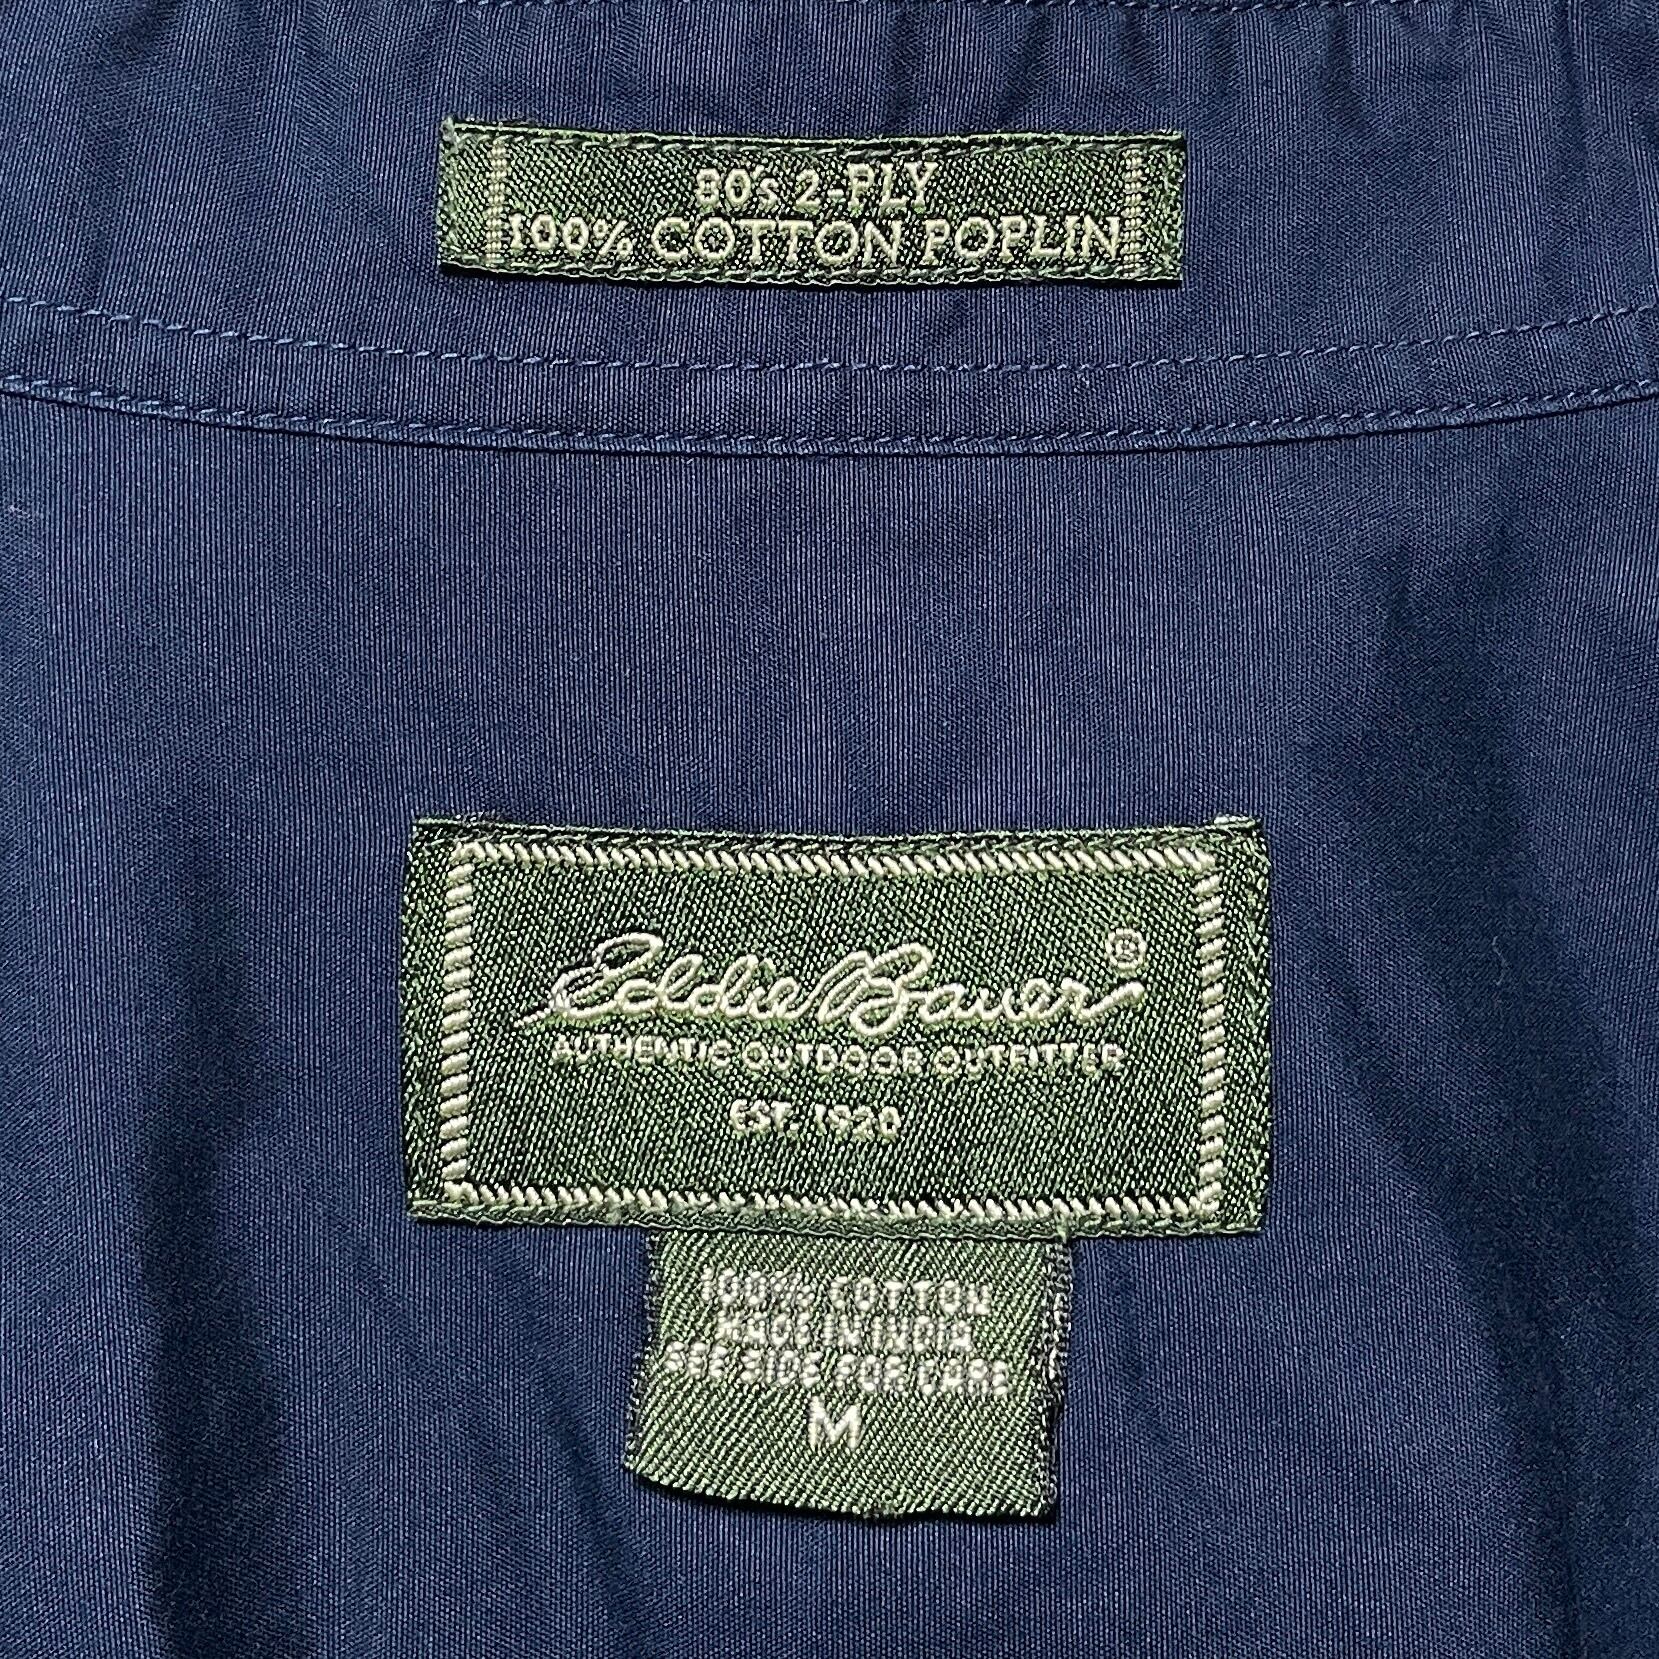 80's 2-PLY
100% COTTON POPLIN
Eddie Bauer®
AUTHENTIC OUTDOOR OUTFITTER
EST. 1920
100% COTTON
MADE IN INDIA
SEE SIDE FOR CARE
M